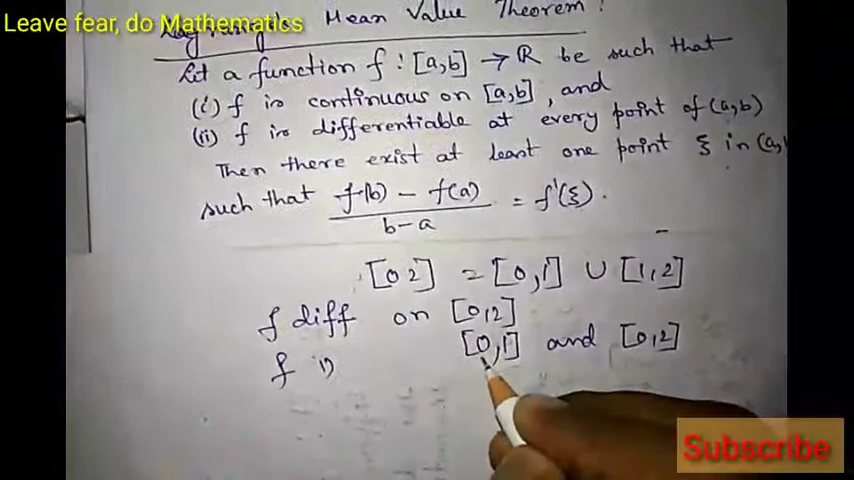 Leave fear, do Mathematics
Mean Value Theorem :
Let a function f : [a,b] → ℝ be such that
(i) f is continuous on [a,b], and
(ii) f is differentiable at every point of (a,b)
Then there exist at least one point ξ in (a,
such that f(b) - f(a) / b-a = f'(ξ).
[0 2] = [0,1] ∪ [1,2]
f diff on [0,2]
f is [0,1] and [0,2]
Subscribe